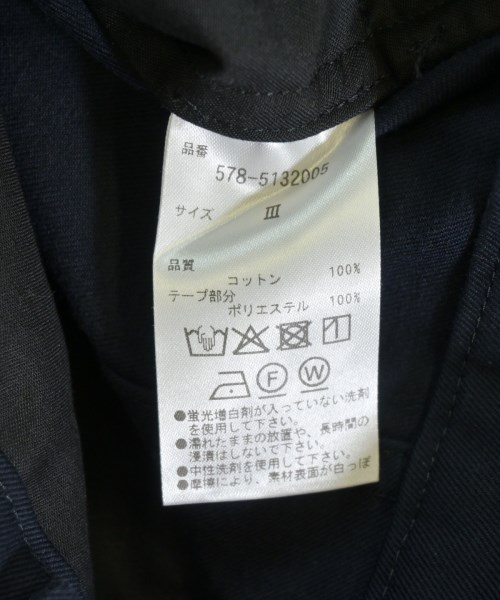 品番
578-5132005
サイズ Ⅲ
品質
コットン 100%
テープ部分
ポリエステル 100%
F W
●蛍光増白剤が入っていない洗剤
を使用して下さい。
●濡れたままの放置や、長時間の
浸漬はしないで下さい。
●中性洗剤を使用して下さい。
●摩擦により、素材表面が白っぽ